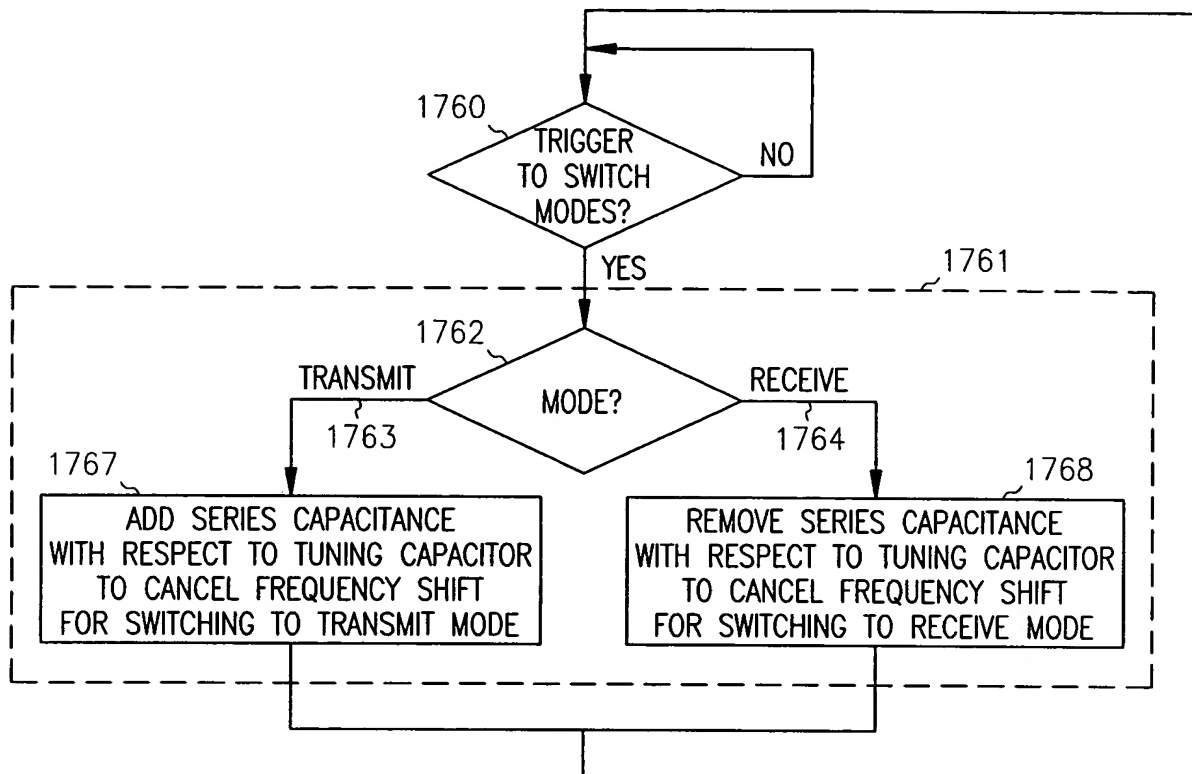 1760
TRIGGER
TO SWITCH
MODES?
NO
YES
1761
1762
TRANSMIT
MODE?
RECEIVE
1763
1764
1767
ADD SERIES CAPACITANCE
WITH RESPECT TO TUNING CAPACITOR
TO CANCEL FREQUENCY SHIFT
FOR SWITCHING TO TRANSMIT MODE
1768
REMOVE SERIES CAPACITANCE
WITH RESPECT TO TUNING CAPACITOR
TO CANCEL FREQUENCY SHIFT
FOR SWITCHING TO RECEIVE MODE